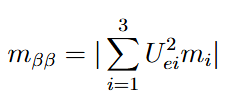 m_{\beta\beta} = | \sum_{i=1}^{3} U_{ei}^{2} m_i |